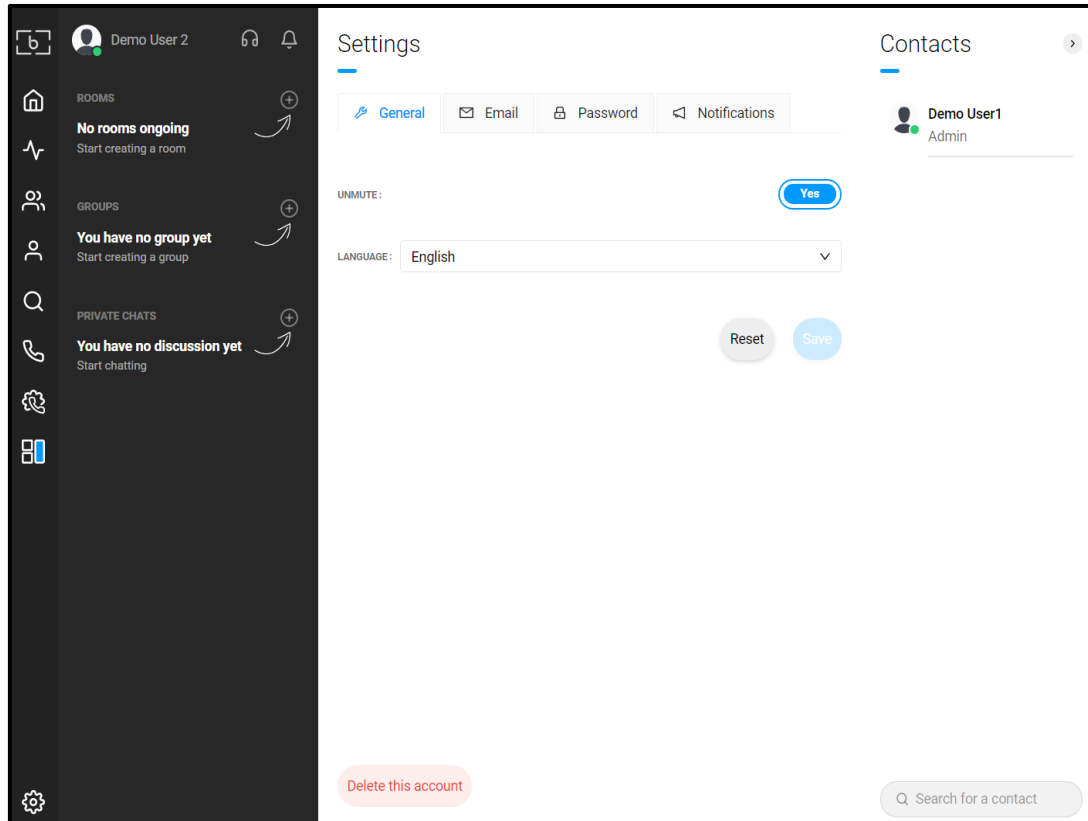 b
Demo User 2
ROOMS
No rooms ongoing
Start creating a room
GROUPS
You have no group yet
Start creating a group
PRIVATE CHATS
You have no discussion yet
Start chatting
Settings
General
Email
Password
Notifications
UNMUTE :
Yes
LANGUAGE :
English
Reset
Save
Delete this account
Contacts
Demo User1
Admin
Search for a contact